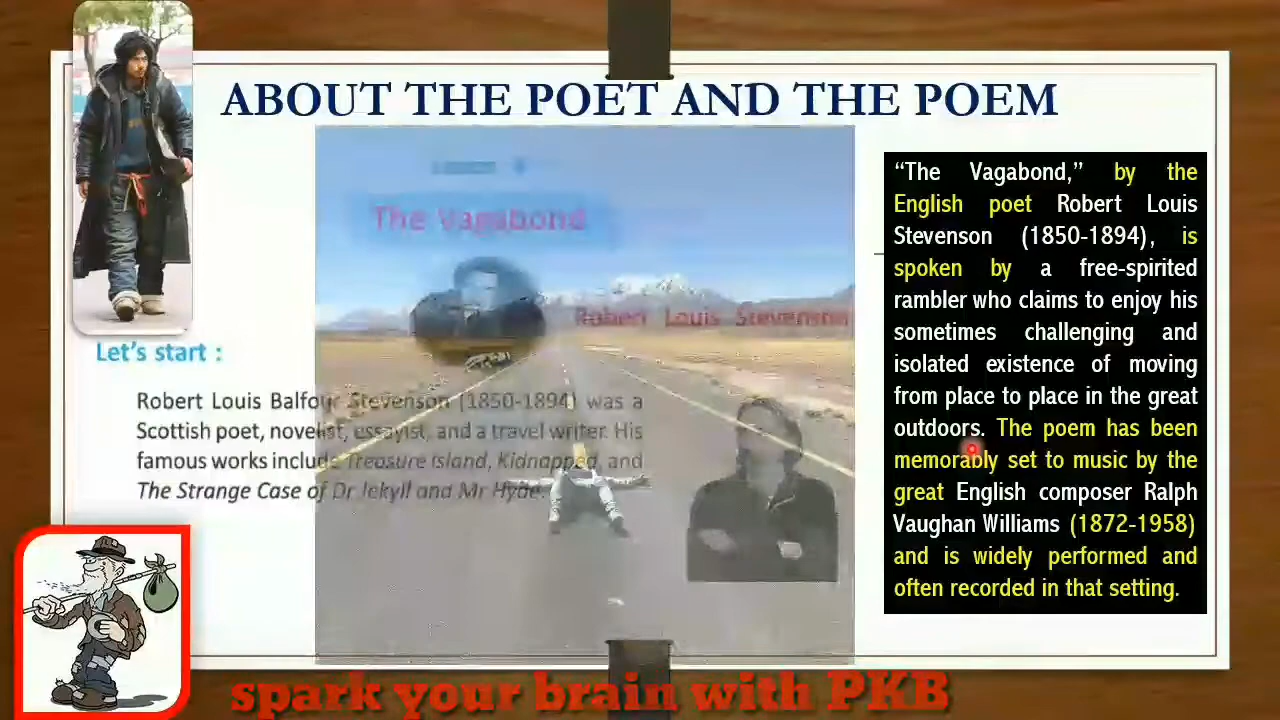 ABOUT THE POET AND THE POEM
The Vagabond
Robert Louis Stevenson
Let's start :
Robert Louis Balfour Stevenson (1850-1894) was a
Scottish poet, novelist, essayist, and a travel writer. His
famous works include Treasure Island, Kidnapped, and
The Strange Case of Dr Jekyll and Mr Hyde.
“The Vagabond,” by the
English poet Robert Louis
Stevenson (1850-1894), is
spoken by a free-spirited
rambler who claims to enjoy his
sometimes challenging and
isolated existence of moving
from place to place in the great
outdoors. The poem has been
memorably set to music by the
great English composer Ralph
Vaughan Williams (1872-1958)
and is widely performed and
often recorded in that setting.
spark your brain with PKB